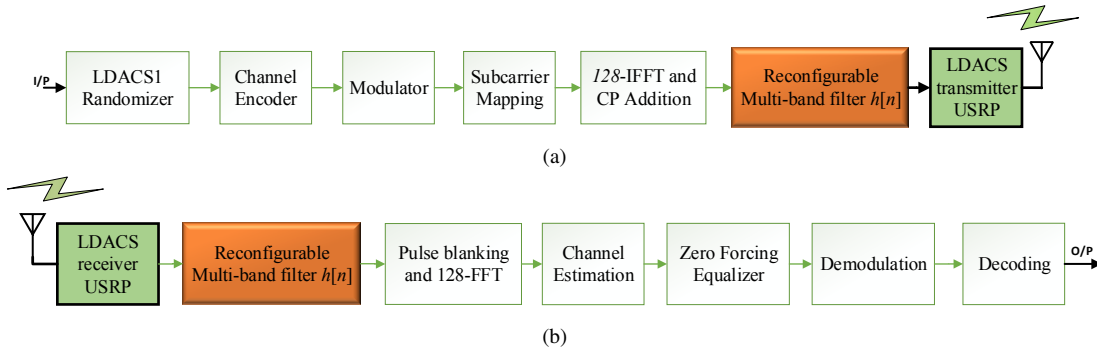 I/P
LDACS1
Randomizer
Channel
Encoder
Modulator
Subcarrier
Mapping
128-IFFT and
CP Addition
Reconfigurable
Multi-band filter h[n]
LDACS
transmitter
USRP
(a)
LDACS
receiver
USRP
Reconfigurable
Multi-band filter h[n]
Pulse blanking
and 128-FFT
Channel
Estimation
Zero Forcing
Equalizer
Demodulation
Decoding
O/P
(b)